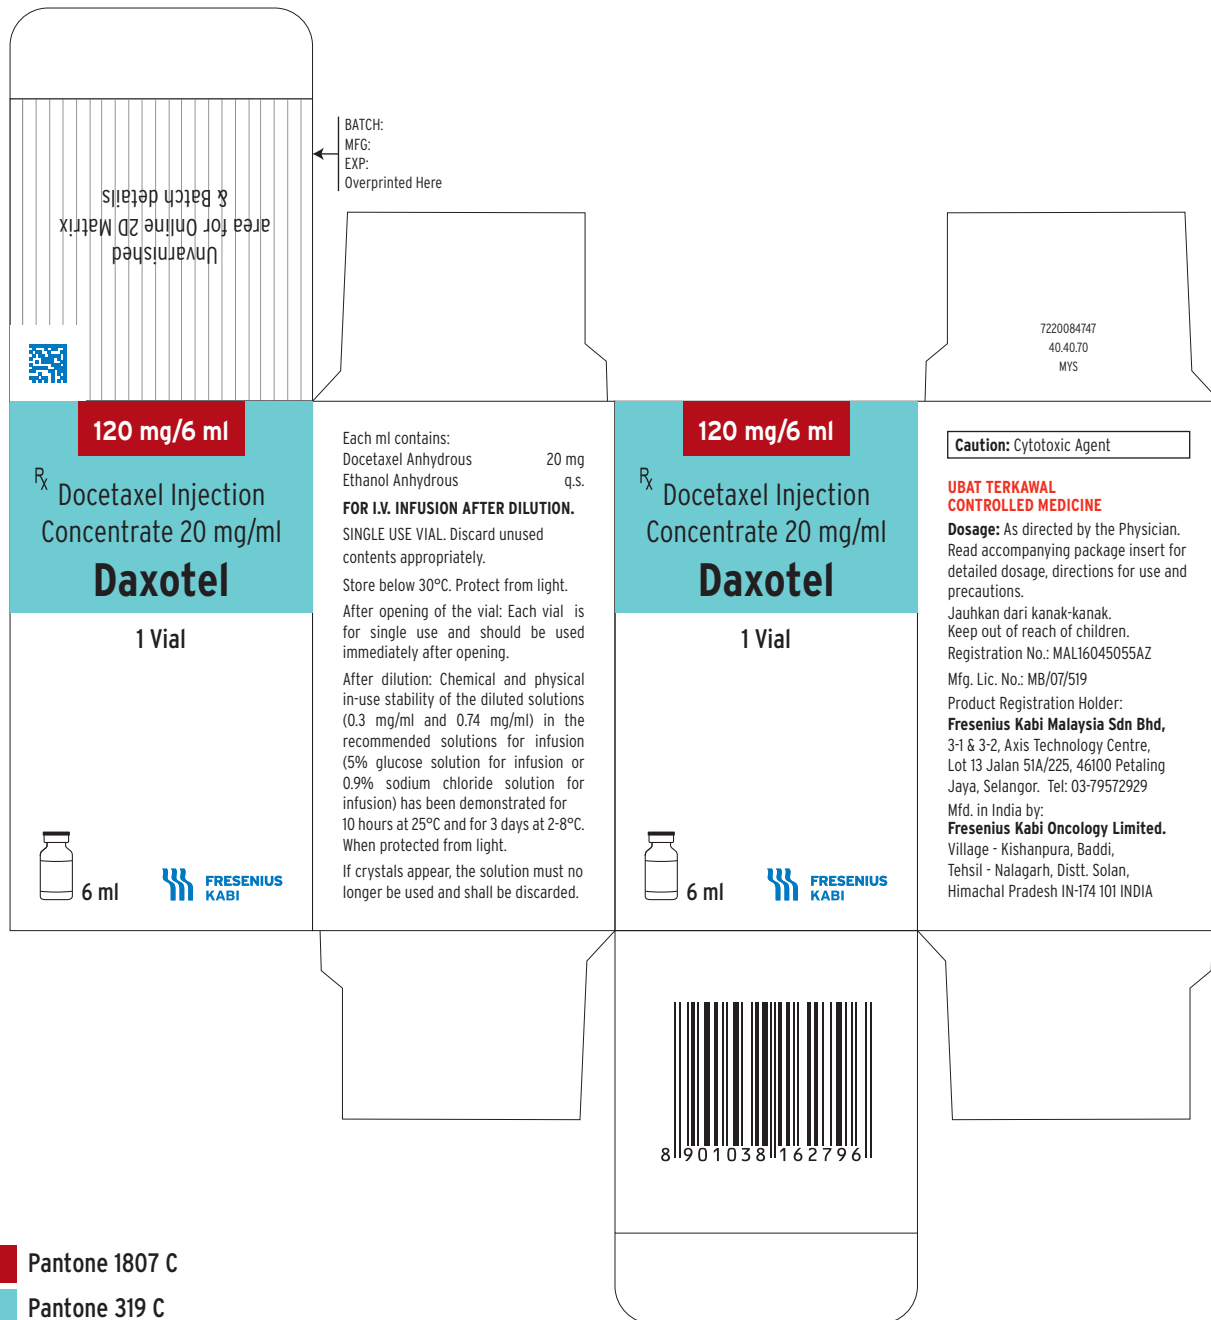 Unvarnished
area for Online 2D Matrix
& Batch details
BATCH:
MFG:
EXP:
Overprinted Here
7220084747
40.40.70
MYS
120 mg/6 ml
Rx Docetaxel Injection
Concentrate 20 mg/ml
Daxotel
1 Vial
6 ml
FRESENIUS
KABI
Each ml contains:
Docetaxel Anhydrous 20 mg
Ethanol Anhydrous q.s.
FOR I.V. INFUSION AFTER DILUTION.
SINGLE USE VIAL. Discard unused
contents appropriately.
Store below 30°C. Protect from light.
After opening of the vial: Each vial is
for single use and should be used
immediately after opening.
After dilution: Chemical and physical
in-use stability of the diluted solutions
(0.3 mg/ml and 0.74 mg/ml) in the
recommended solutions for infusion
(5% glucose solution for infusion or
0.9% sodium chloride solution for
infusion) has been demonstrated for
10 hours at 25°C and for 3 days at 2-8°C.
When protected from light.
If crystals appear, the solution must no
longer be used and shall be discarded.
120 mg/6 ml
Rx Docetaxel Injection
Concentrate 20 mg/ml
Daxotel
1 Vial
6 ml
FRESENIUS
KABI
Caution: Cytotoxic Agent
UBAT TERKAWAL
CONTROLLED MEDICINE
Dosage: As directed by the Physician.
Read accompanying package insert for
detailed dosage, directions for use and
precautions.
Jauhkan dari kanak-kanak.
Keep out of reach of children.
Registration No.: MAL16045055AZ
Mfg. Lic. No.: MB/07/519
Product Registration Holder:
Fresenius Kabi Malaysia Sdn Bhd,
3-1 & 3-2, Axis Technology Centre,
Lot 13 Jalan 51A/225, 46100 Petaling
Jaya, Selangor. Tel: 03-79572929
Mfd. in India by:
Fresenius Kabi Oncology Limited.
Village - Kishanpura, Baddi,
Tehsil - Nalagarh, Distt. Solan,
Himachal Pradesh IN-174 101 INDIA
8 901038 162796
Pantone 1807 C
Pantone 319 C